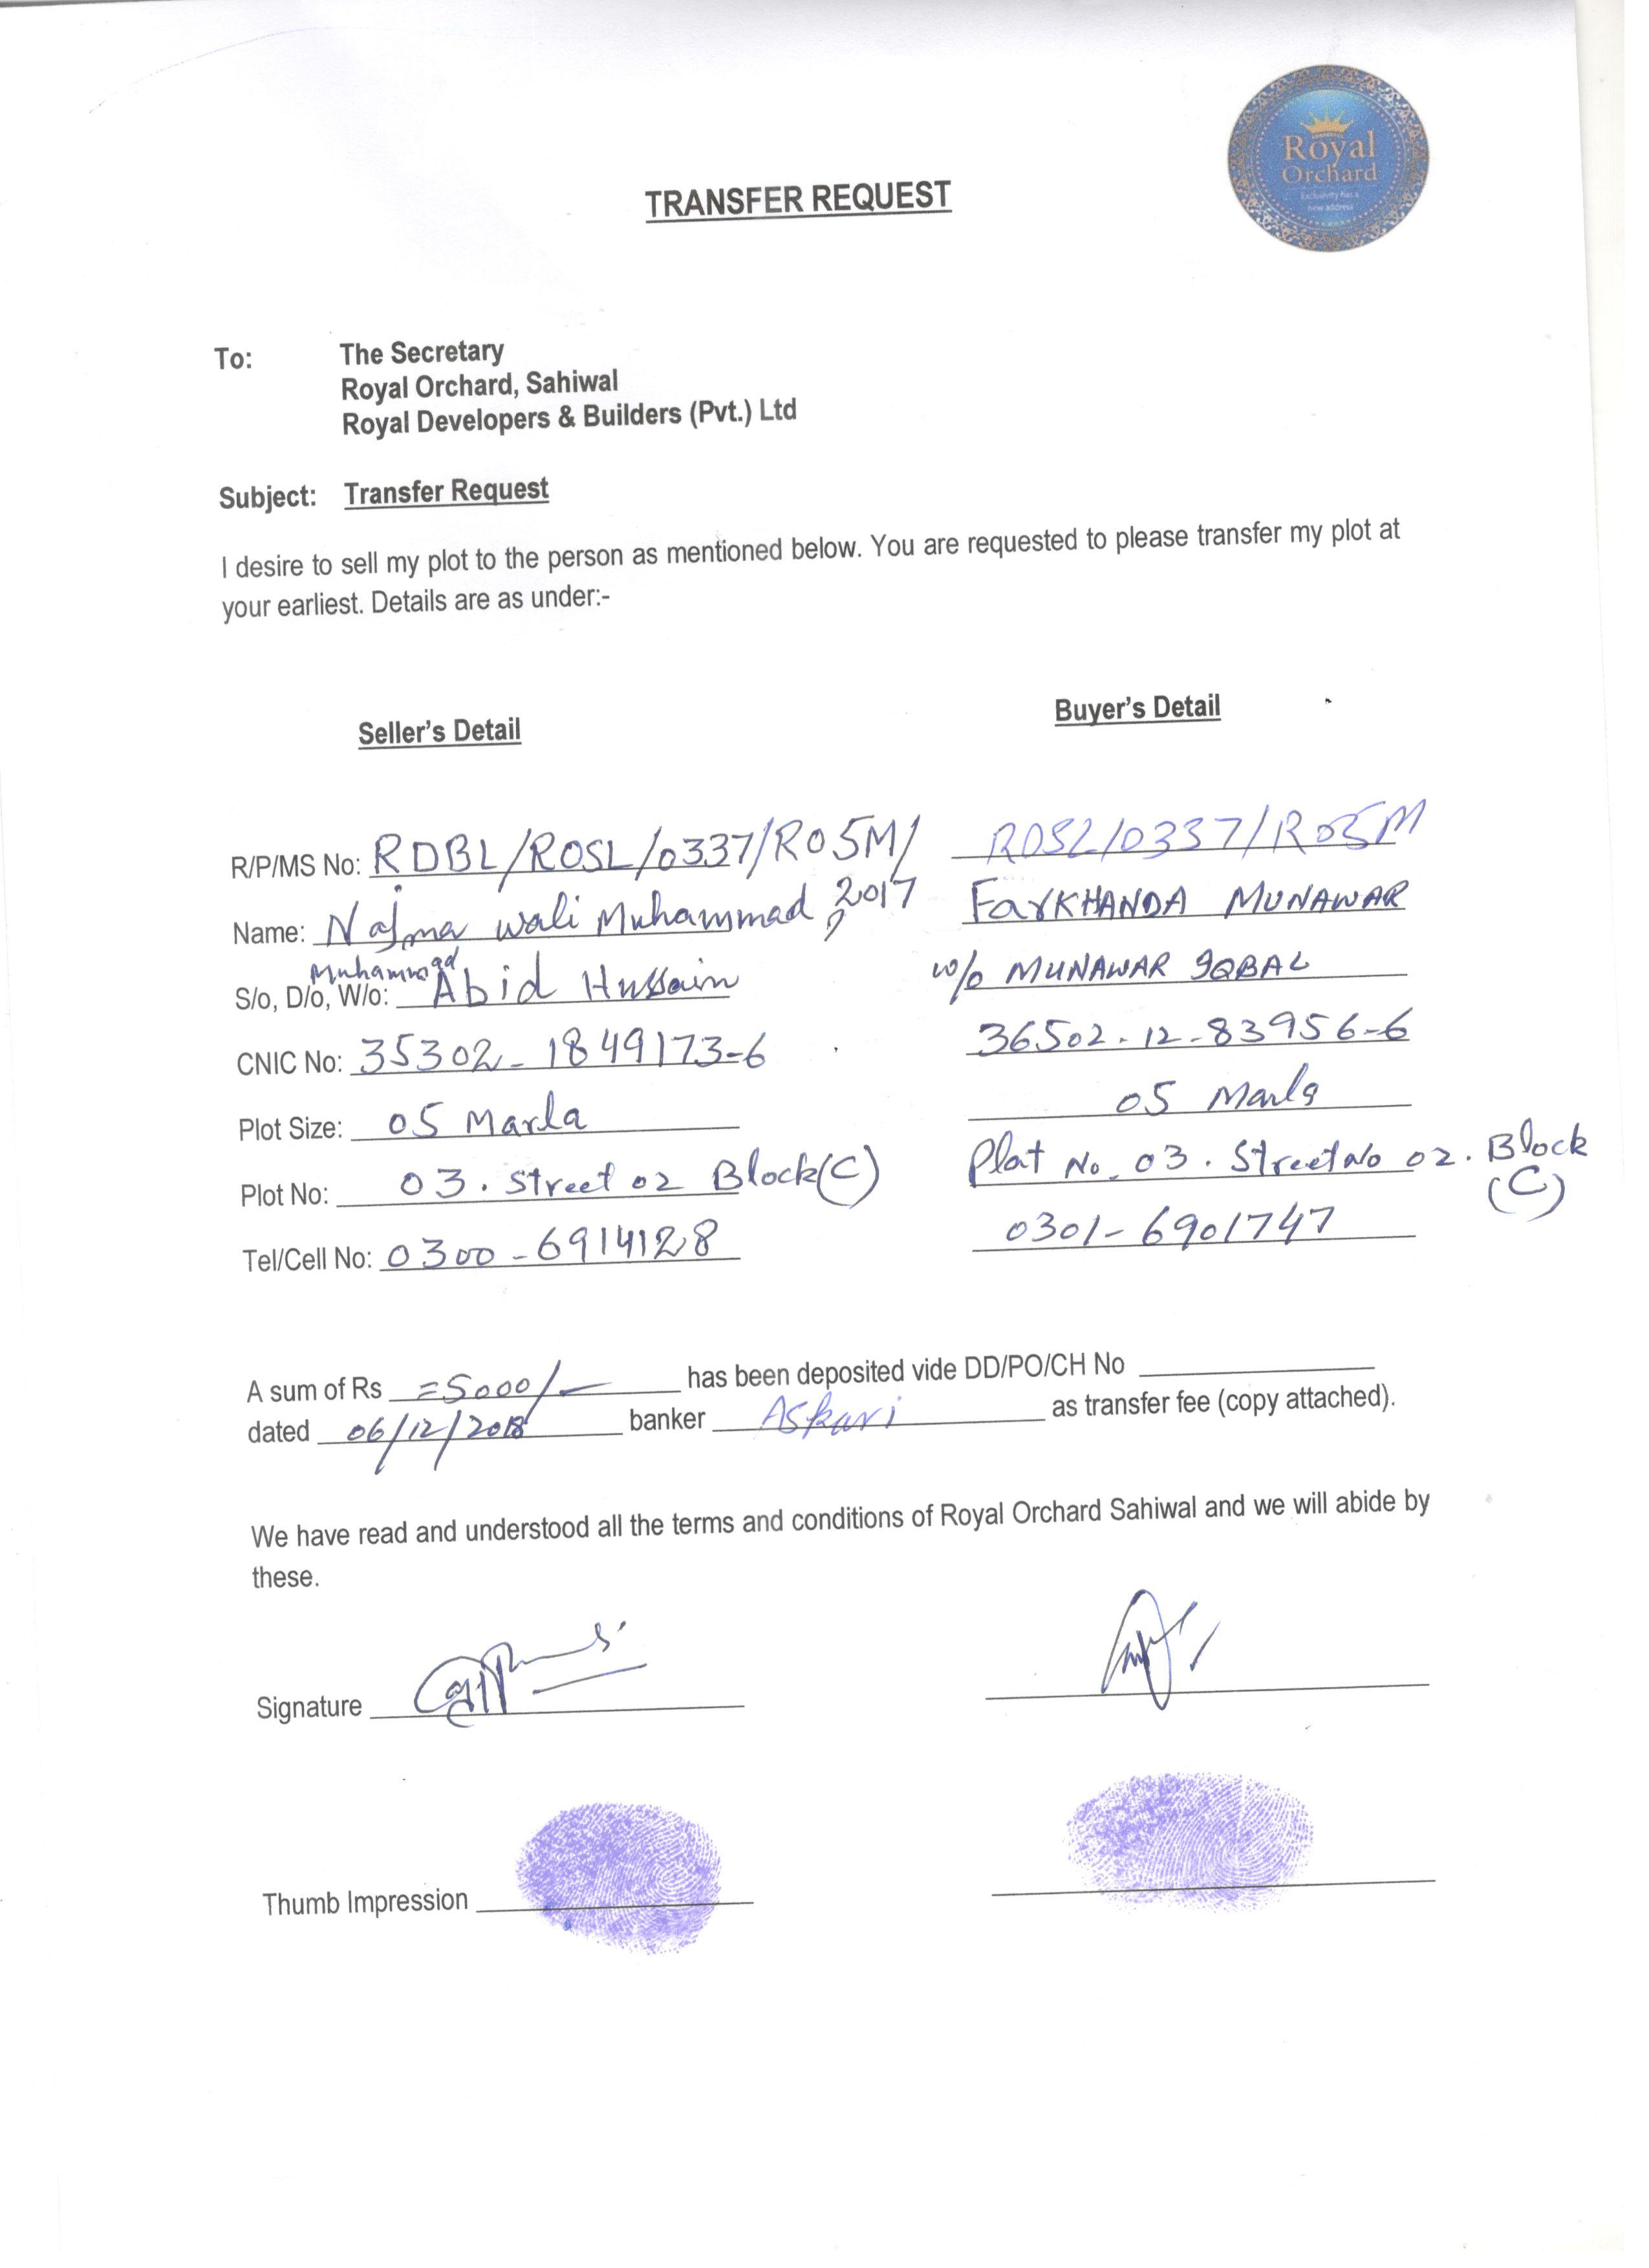 Royal
Orchard
Exclusivity has a
new address
TRANSFER REQUEST
To: The Secretary
Royal Orchard, Sahiwal
Royal Developers & Builders (Pvt.) Ltd
Subject: Transfer Request
I desire to sell my plot to the person as mentioned below. You are requested to please transfer my plot at
your earliest. Details are as under:-
Seller's Detail Buyer's Detail
R/P/MS No: RDBL/ROSL/0337/R05M/ ROSL/0337/R05M
2017
Name: Najma wali Muhammad, FarKHANDA MUNAWAR
Muhammad
S/o, D/o, W/o: Abid Hussain w/o MUNAWAR IQBAL
CNIC No: 35302-1849173-6 36502-12-83956-6
Plot Size: 05 Marla 05 Marla
Plot No: 03. Street 02 Block(C) Plat No. 03. Street No 02. Block
(C)
Tel/Cell No: 0300-6914128 0301-6901747
A sum of Rs =5000/- has been deposited vide DD/PO/CH No
dated 06/12/2018 banker Askari as transfer fee (copy attached).
We have read and understood all the terms and conditions of Royal Orchard Sahiwal and we will abide by
these.
Signature
Thumb Impression